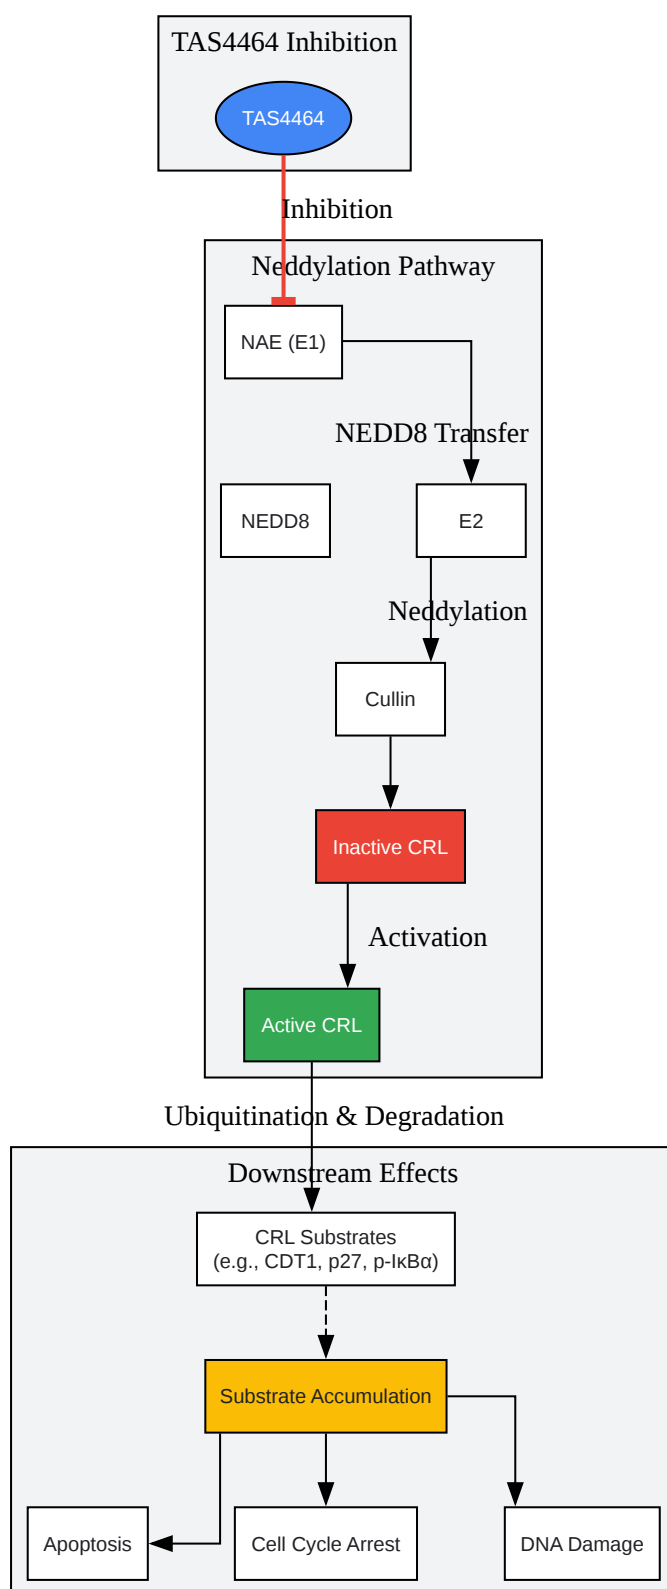 TAS4464 Inhibition
TAS4464
Inhibition
Neddylation Pathway
NAE (E1)
NEDD8 Transfer
NEDD8
E2
Neddylation
Cullin
Inactive CRL
Activation
Active CRL
Ubiquitination & Degradation
Downstream Effects
CRL Substrates
(e.g., CDT1, p27, p-IκBα)
Substrate Accumulation
Apoptosis
Cell Cycle Arrest
DNA Damage